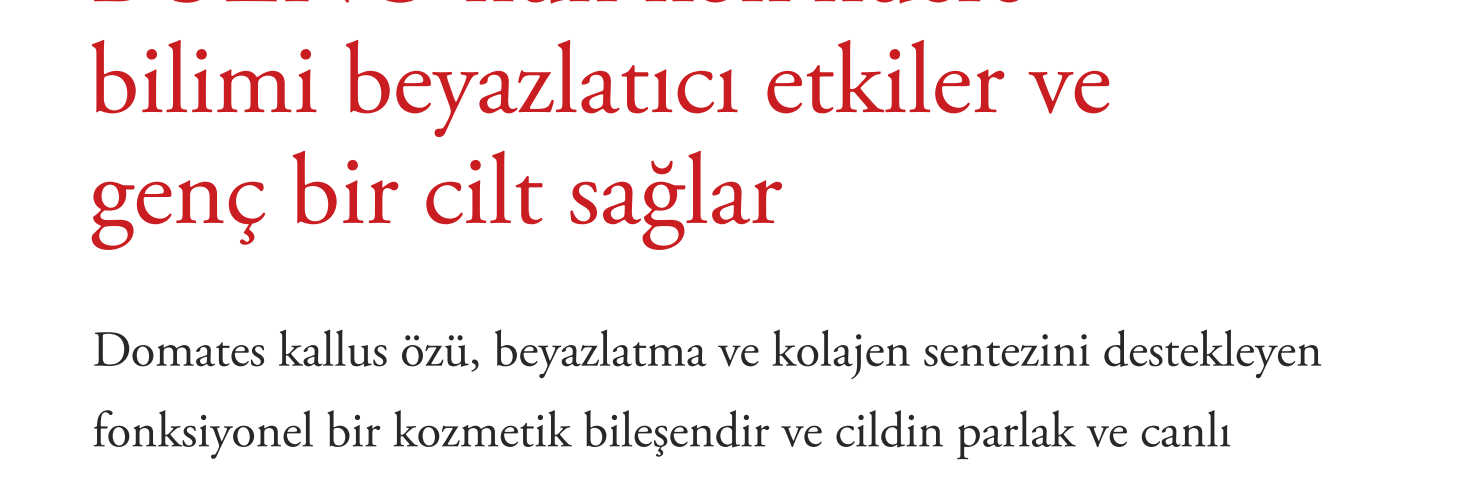 bilimi beyazlatıcı etkiler ve
genç bir cilt sağlar
Domates kallus özü, beyazlatma ve kolajen sentezini destekleyen
fonksiyonel bir kozmetik bileşendir ve cildin parlak ve canlı